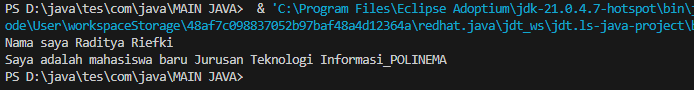 PS D:\java\tes\com\java\MAIN JAVA>  & 'C:\Program Files\Eclipse Adoptium\jdk-21.0.4.7-hotspot\bin\j
ode\User\workspaceStorage\48af7c098837052b97baf48a4d12364a\redhat.java\jdt_ws\jdt.ls-java-project\b
Nama saya Raditya Riefki
Saya adalah mahasiswa baru Jurusan Teknologi Informasi_POLINEMA
PS D:\java\tes\com\java\MAIN JAVA>